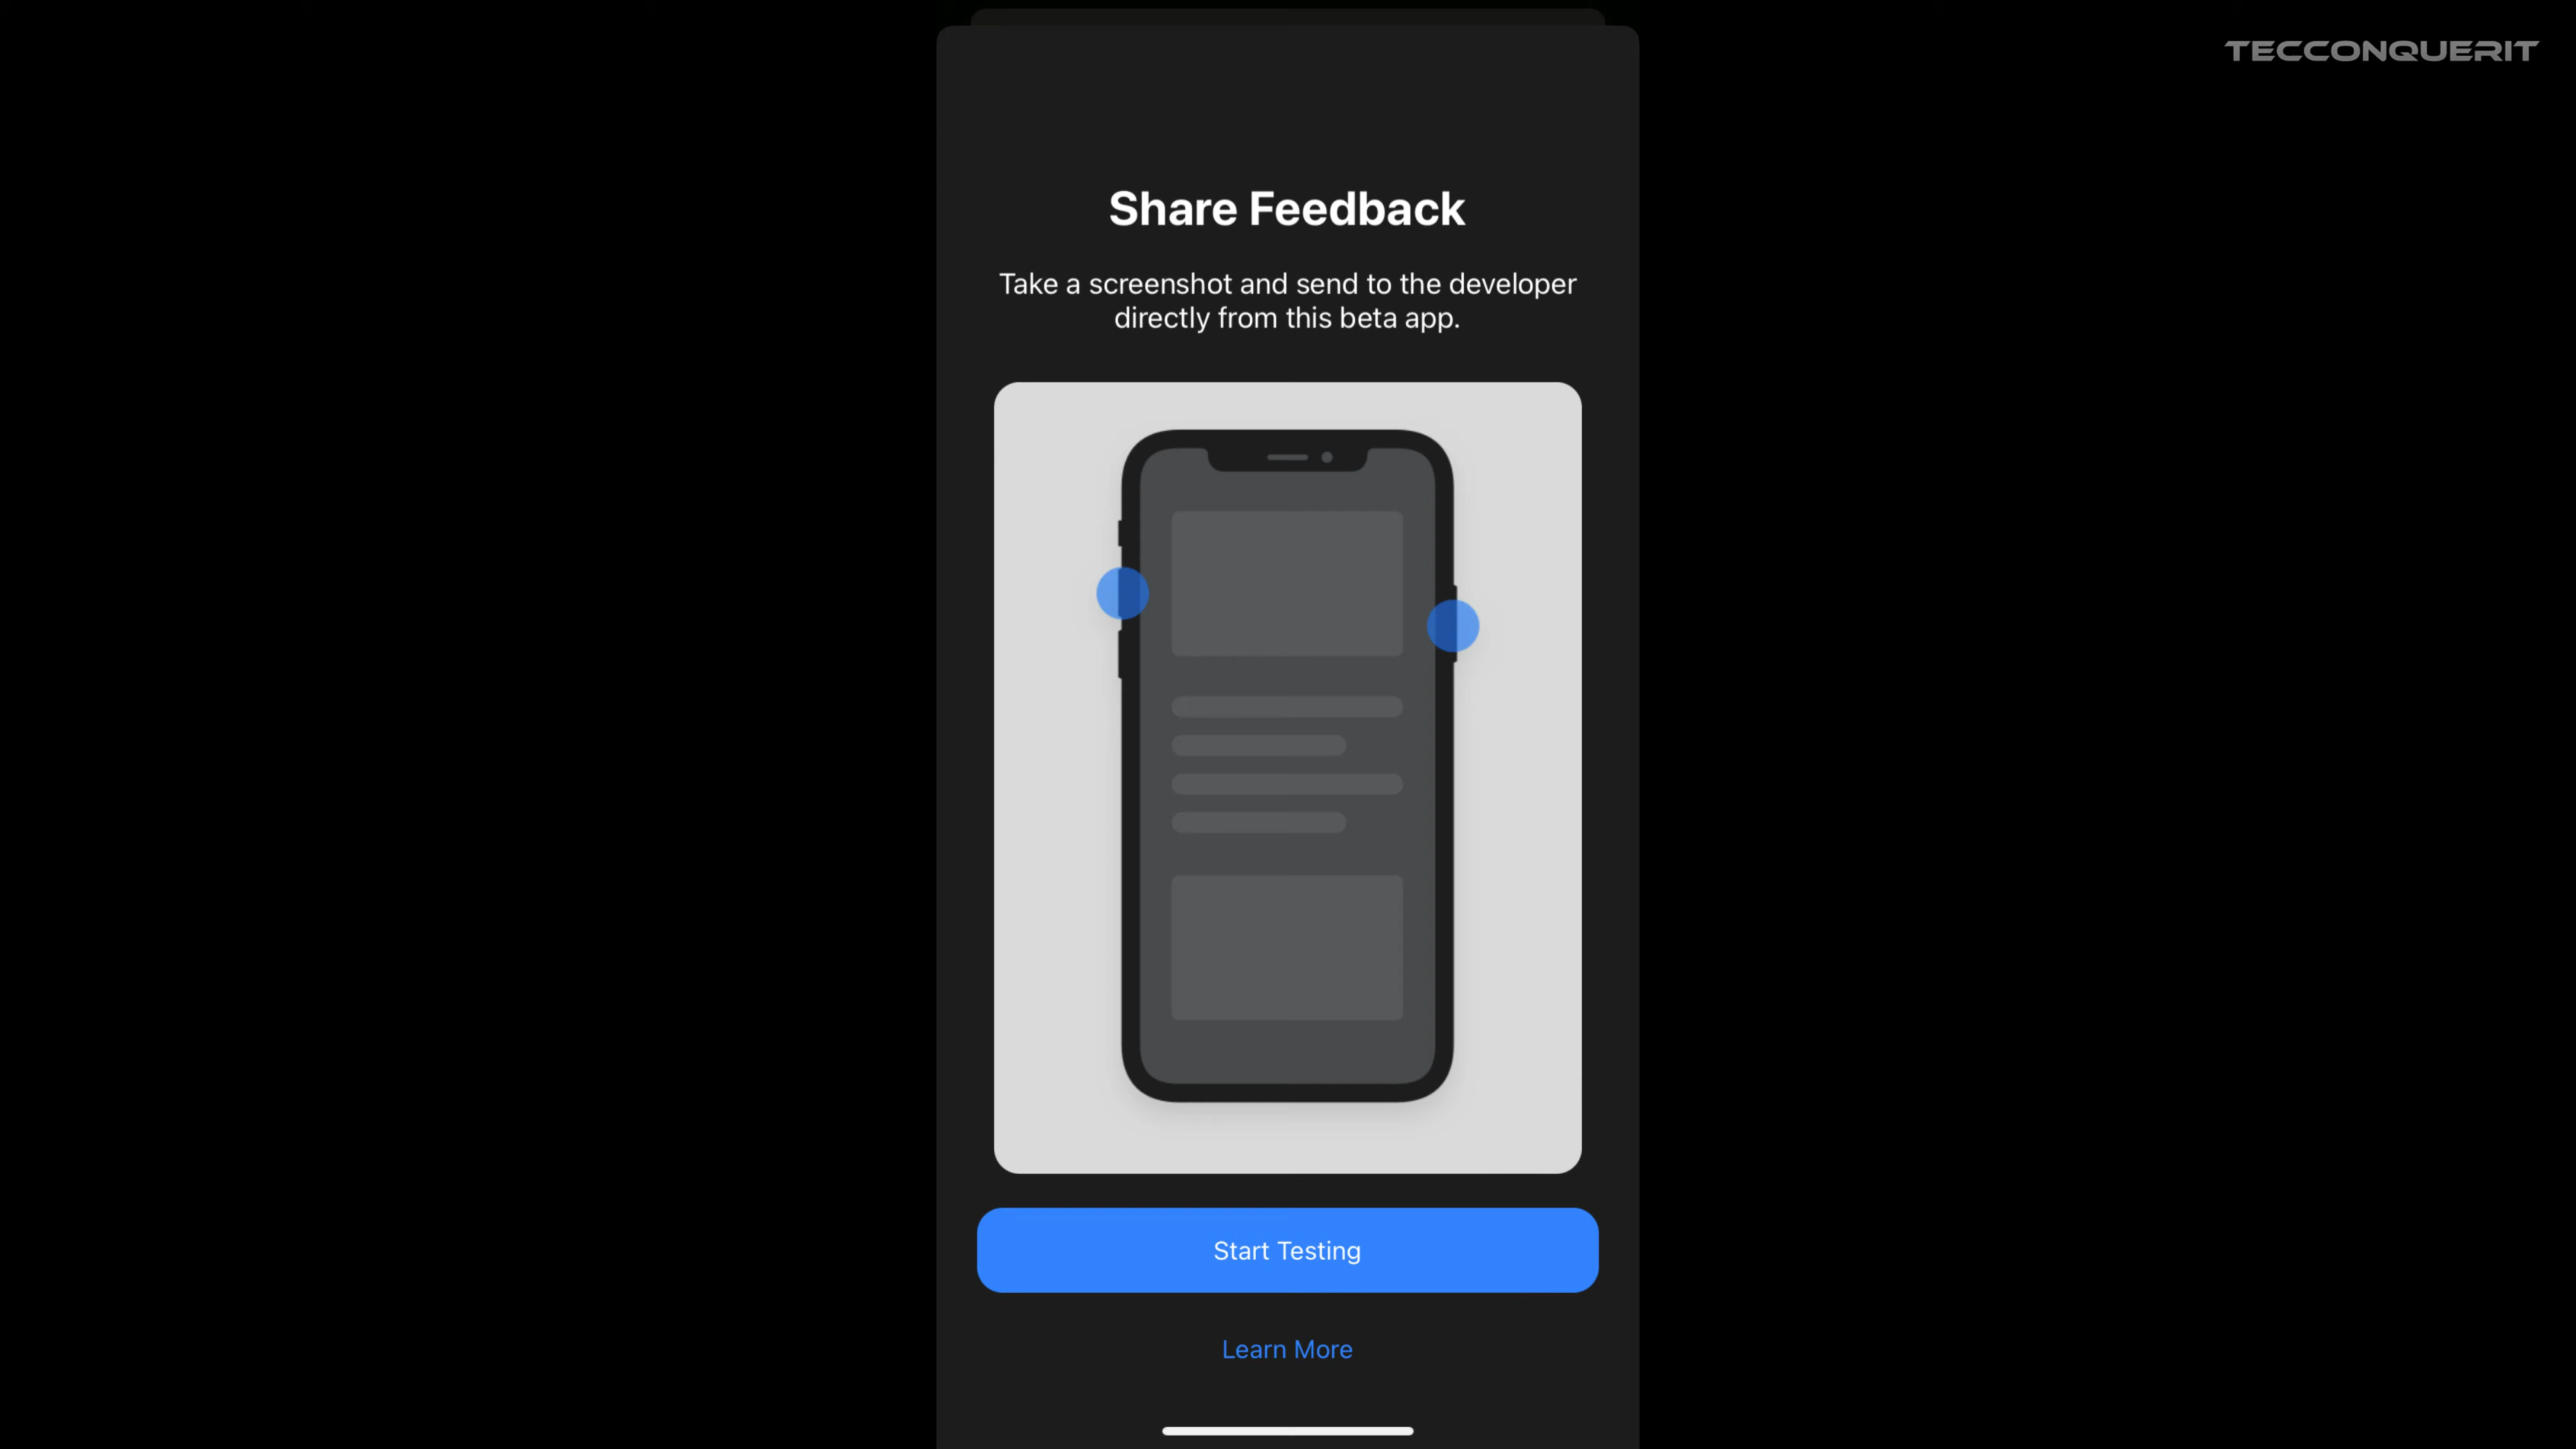 TECCONQUERIT
Share Feedback
Take a screenshot and send to the developer
directly from this beta app.
Start Testing
Learn More